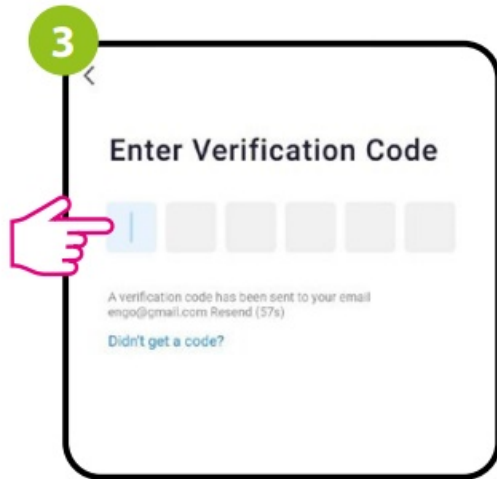 3
<
Enter Verification Code
A verification code has been sent to your email
engo@gmail.com Resend (57s)
Didn't get a code?